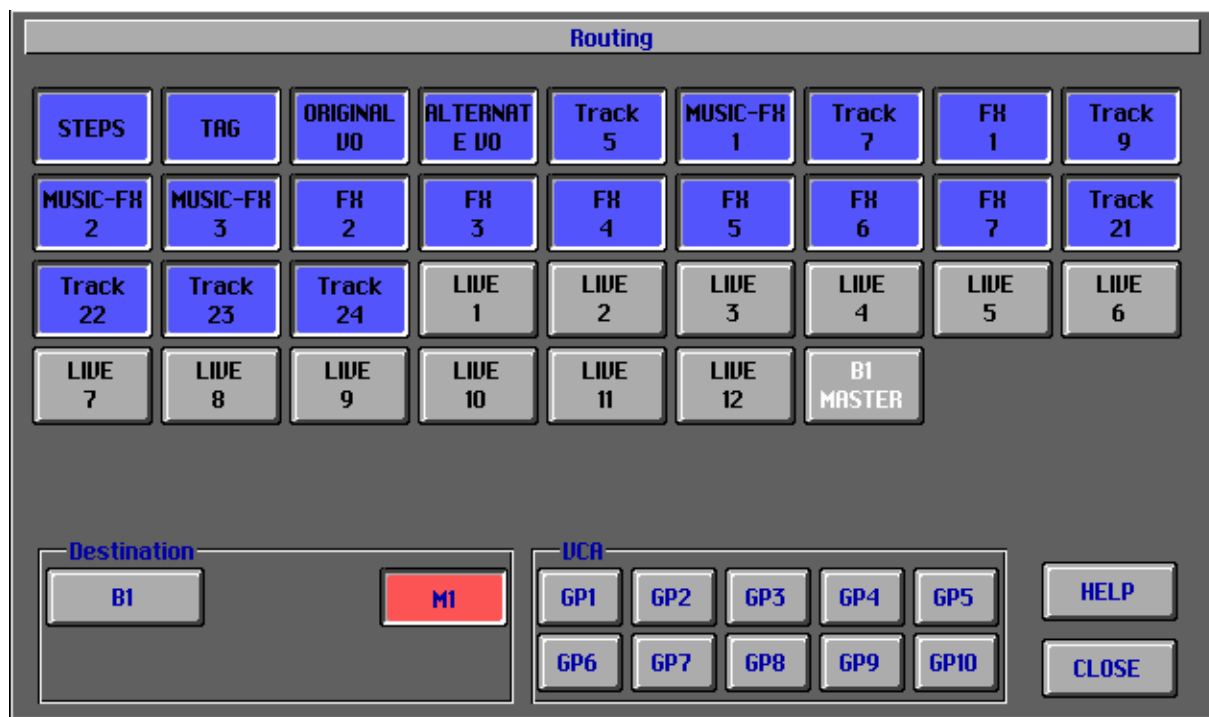 Routing
STEPS
TAG
ORIGINAL
VO
ALTERNAT
E VO
Track
5
MUSIC-FX
1
Track
7
FX
1
Track
9
MUSIC-FX
2
MUSIC-FX
3
FX
2
FX
3
FX
4
FX
5
FX
6
FX
7
Track
21
Track
22
Track
23
Track
24
LIVE
1
LIVE
2
LIVE
3
LIVE
4
LIVE
5
LIVE
6
LIVE
7
LIVE
8
LIVE
9
LIVE
10
LIVE
11
LIVE
12
B1
MASTER
Destination
B1
M1
VCA
GP1
GP2
GP3
GP4
GP5
GP6
GP7
GP8
GP9
GP10
HELP
CLOSE